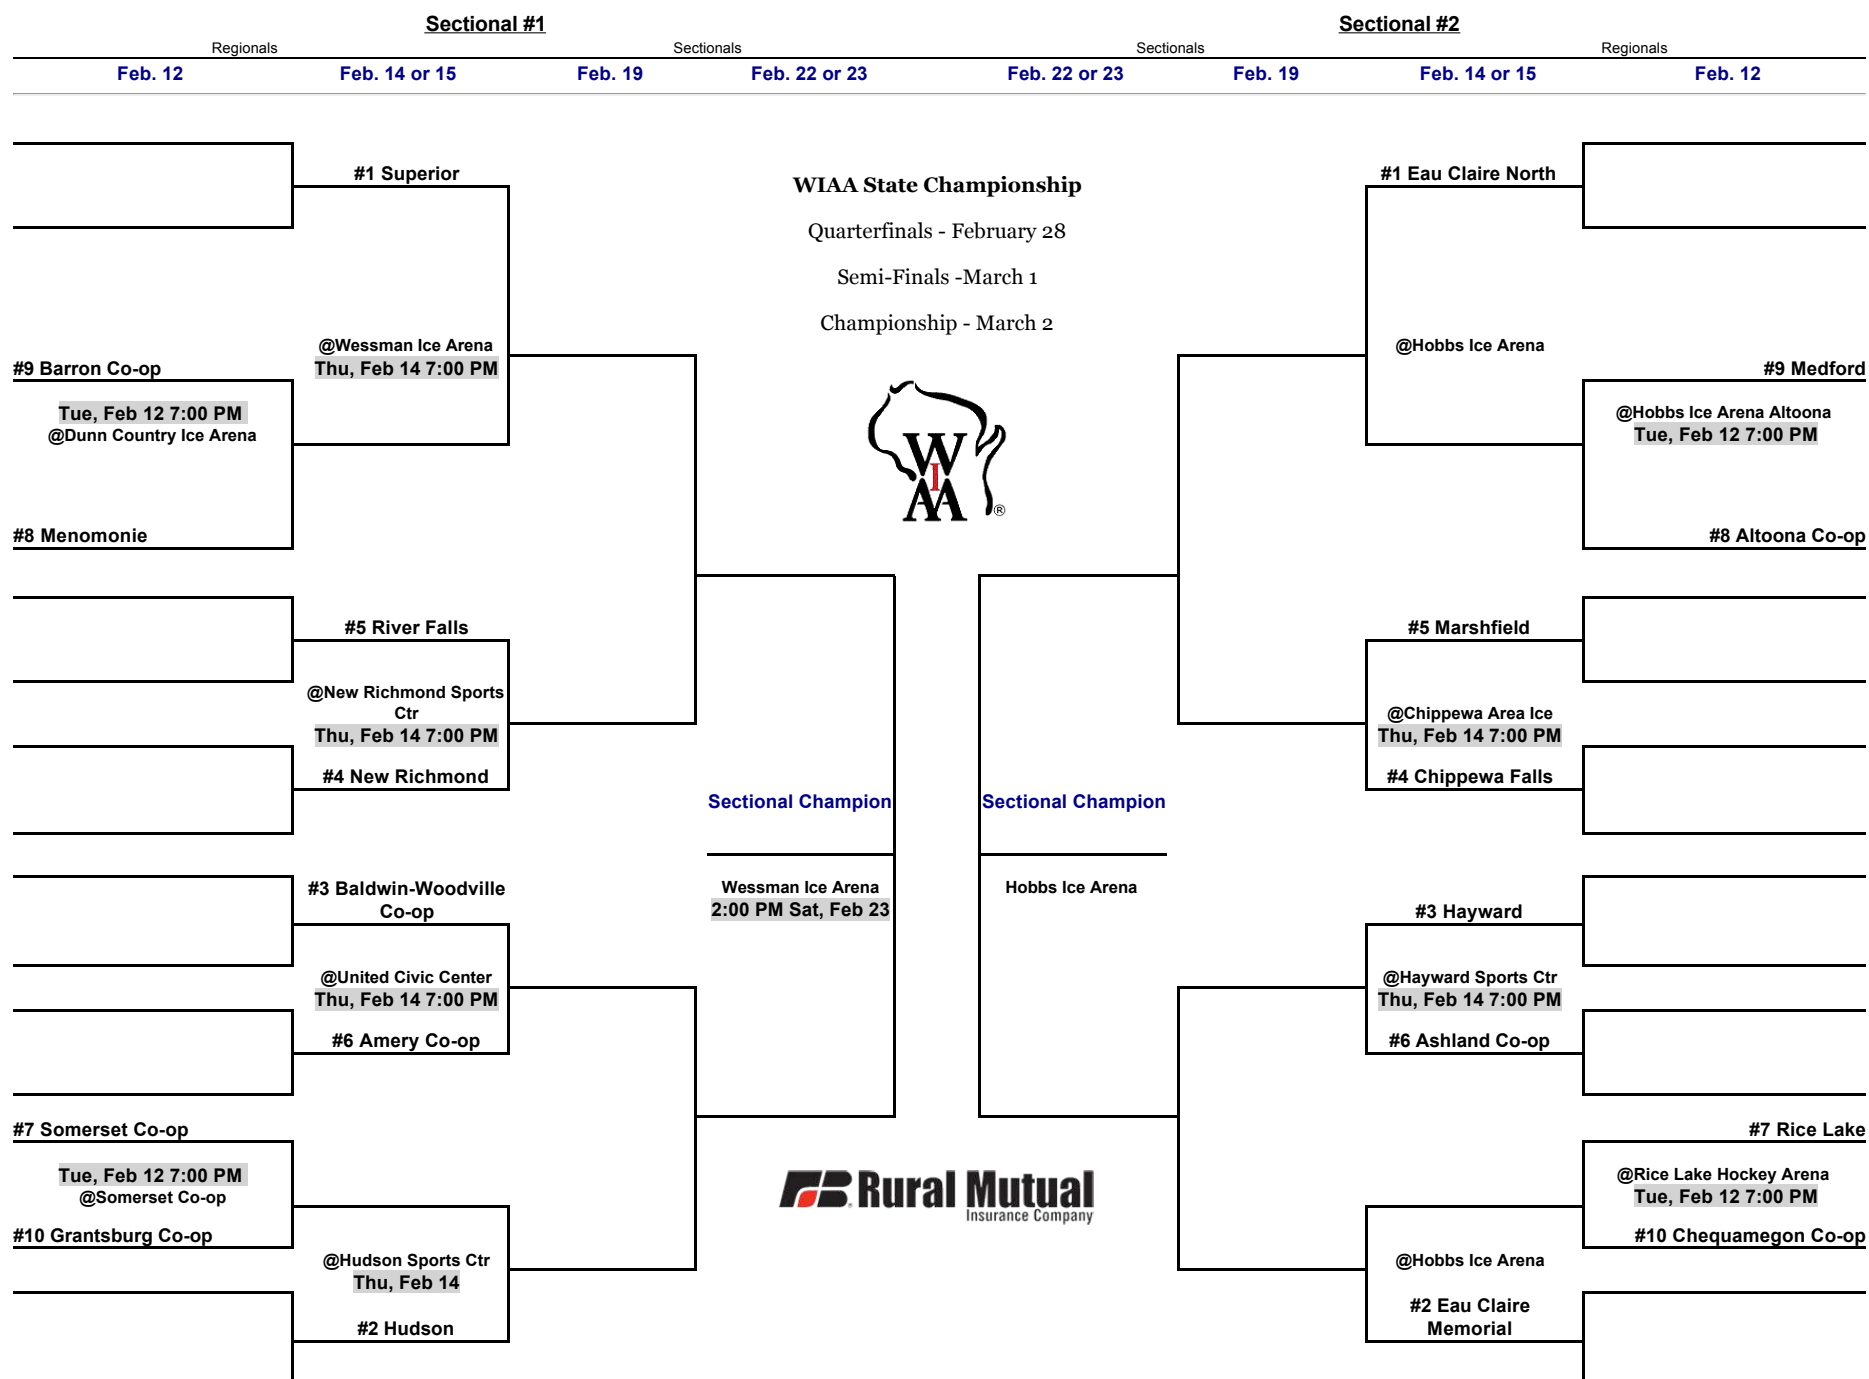 Sectional #1
Sectional #2
Regionals
Sectionals
Sectionals
Regionals
Feb. 12
Feb. 14 or 15
Feb. 19
Feb. 22 or 23
Feb. 22 or 23
Feb. 19
Feb. 14 or 15
Feb. 12
#1 Superior
@Wessman Ice Arena
Thu, Feb 14 7:00 PM
#9 Barron Co-op
Tue, Feb 12 7:00 PM
@Dunn Country Ice Arena
#8 Menomonie
#5 River Falls
@New Richmond Sports
Ctr
Thu, Feb 14 7:00 PM
#4 New Richmond
#3 Baldwin-Woodville
Co-op
@United Civic Center
Thu, Feb 14 7:00 PM
#6 Amery Co-op
#7 Somerset Co-op
Tue, Feb 12 7:00 PM
@Somerset Co-op
#10 Grantsburg Co-op
@Hudson Sports Ctr
Thu, Feb 14
#2 Hudson
WIAA State Championship
Quarterfinals - February 28
Semi-Finals -March 1
Championship - March 2
W
I
AA
®
Sectional Champion
Wessman Ice Arena
2:00 PM Sat, Feb 23
Sectional Champion
Hobbs Ice Arena
FB Rural Mutual
Insurance Company
#1 Eau Claire North
@Hobbs Ice Arena
#9 Medford
@Hobbs Ice Arena Altoona
Tue, Feb 12 7:00 PM
#8 Altoona Co-op
#5 Marshfield
@Chippewa Area Ice
Thu, Feb 14 7:00 PM
#4 Chippewa Falls
#3 Hayward
@Hayward Sports Ctr
Thu, Feb 14 7:00 PM
#6 Ashland Co-op
#7 Rice Lake
@Rice Lake Hockey Arena
Tue, Feb 12 7:00 PM
#10 Chequamegon Co-op
@Hobbs Ice Arena
#2 Eau Claire
Memorial